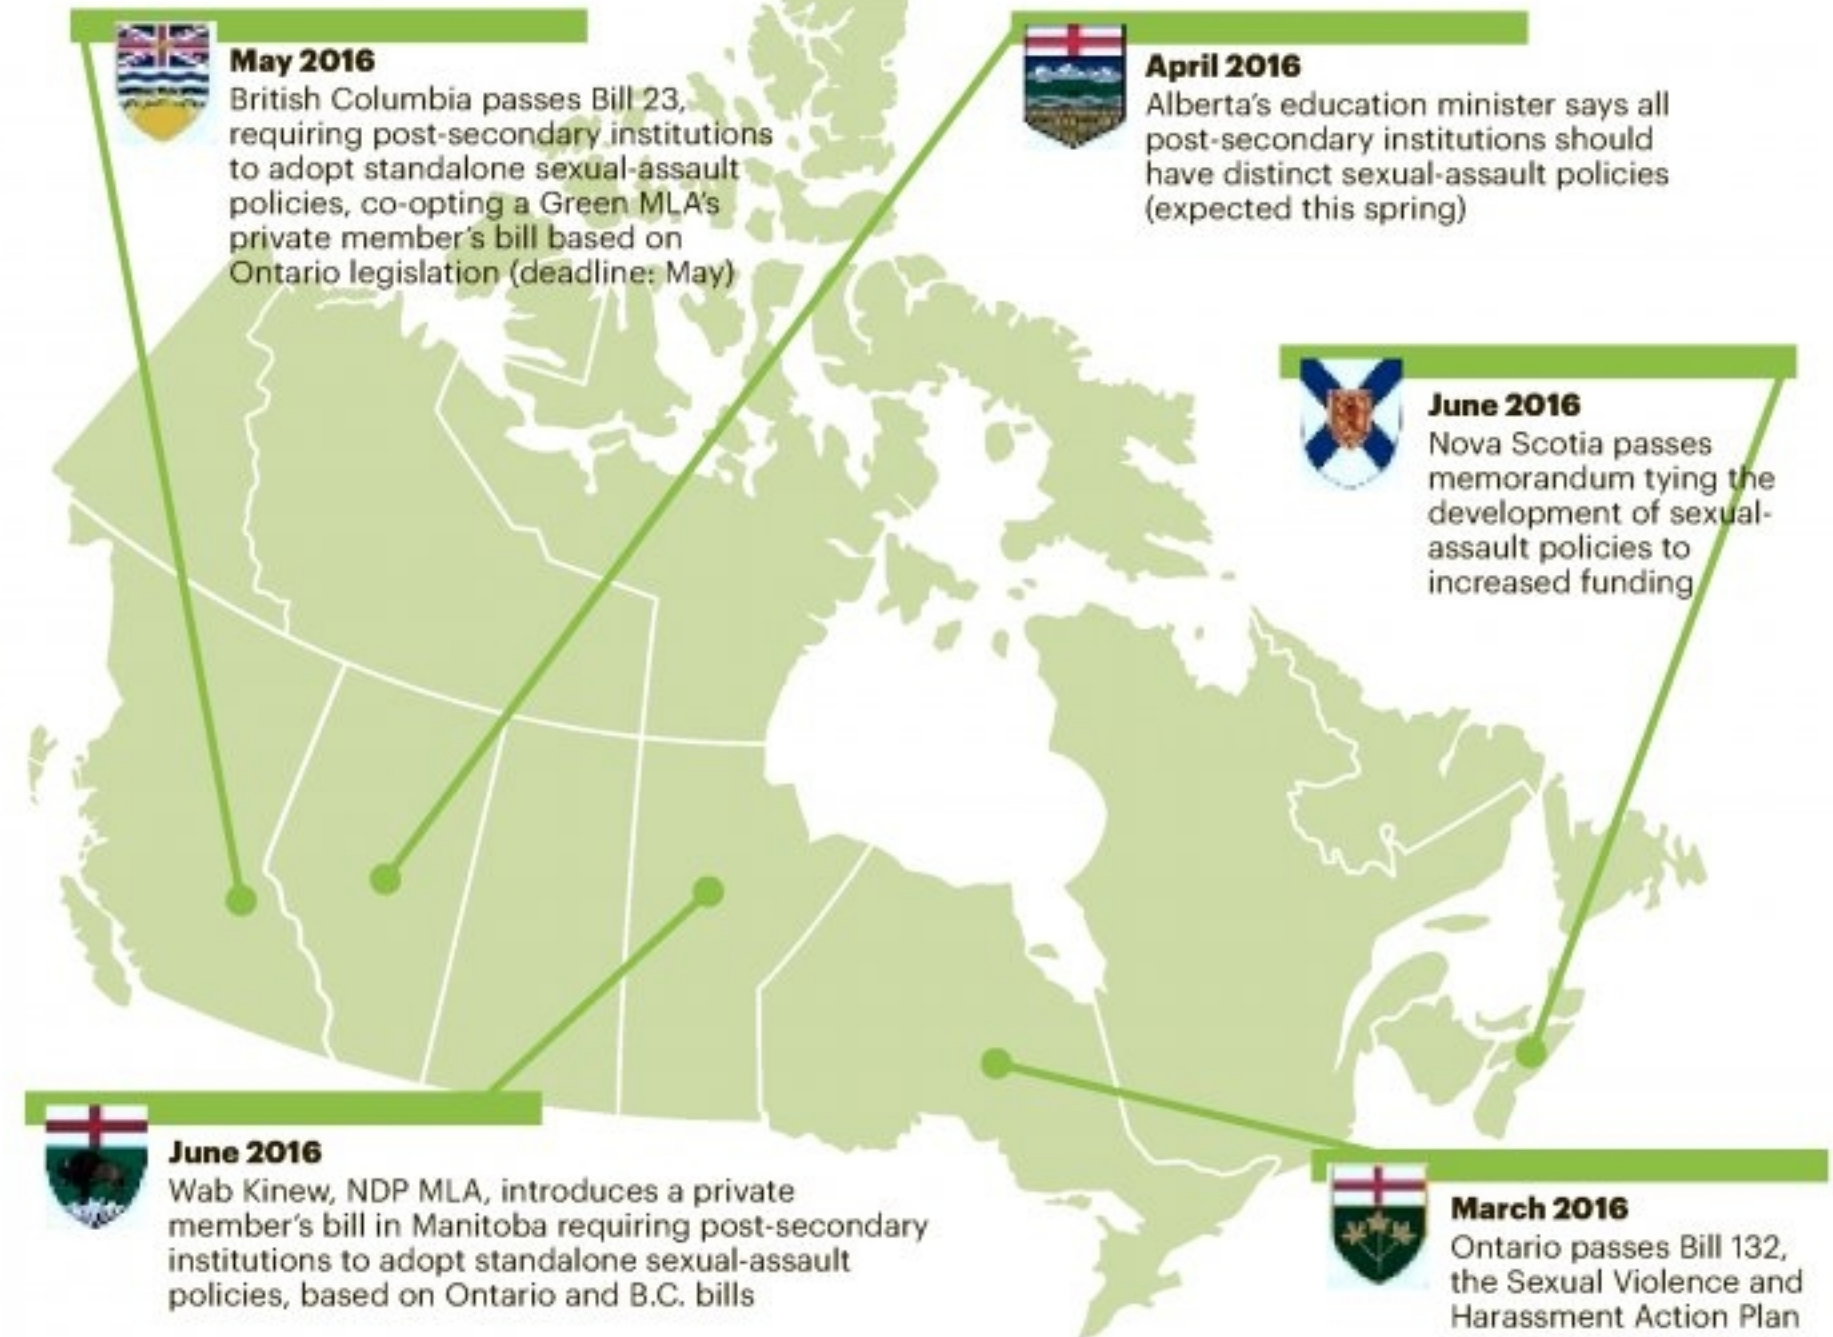 May 2016
British Columbia passes Bill 23,
requiring post-secondary institutions
to adopt standalone sexual-assault
policies, co-opting a Green MLA's
private member's bill based on
Ontario legislation (deadline: May)
April 2016
Alberta's education minister says all
post-secondary institutions should
have distinct sexual-assault policies
(expected this spring)
June 2016
Nova Scotia passes
memorandum tying the
development of sexual-
assault policies to
increased funding
June 2016
Wab Kinew, NDP MLA, introduces a private
member's bill in Manitoba requiring post-secondary
institutions to adopt standalone sexual-assault
policies, based on Ontario and B.C. bills
March 2016
Ontario passes Bill 132,
the Sexual Violence and
Harassment Action Plan